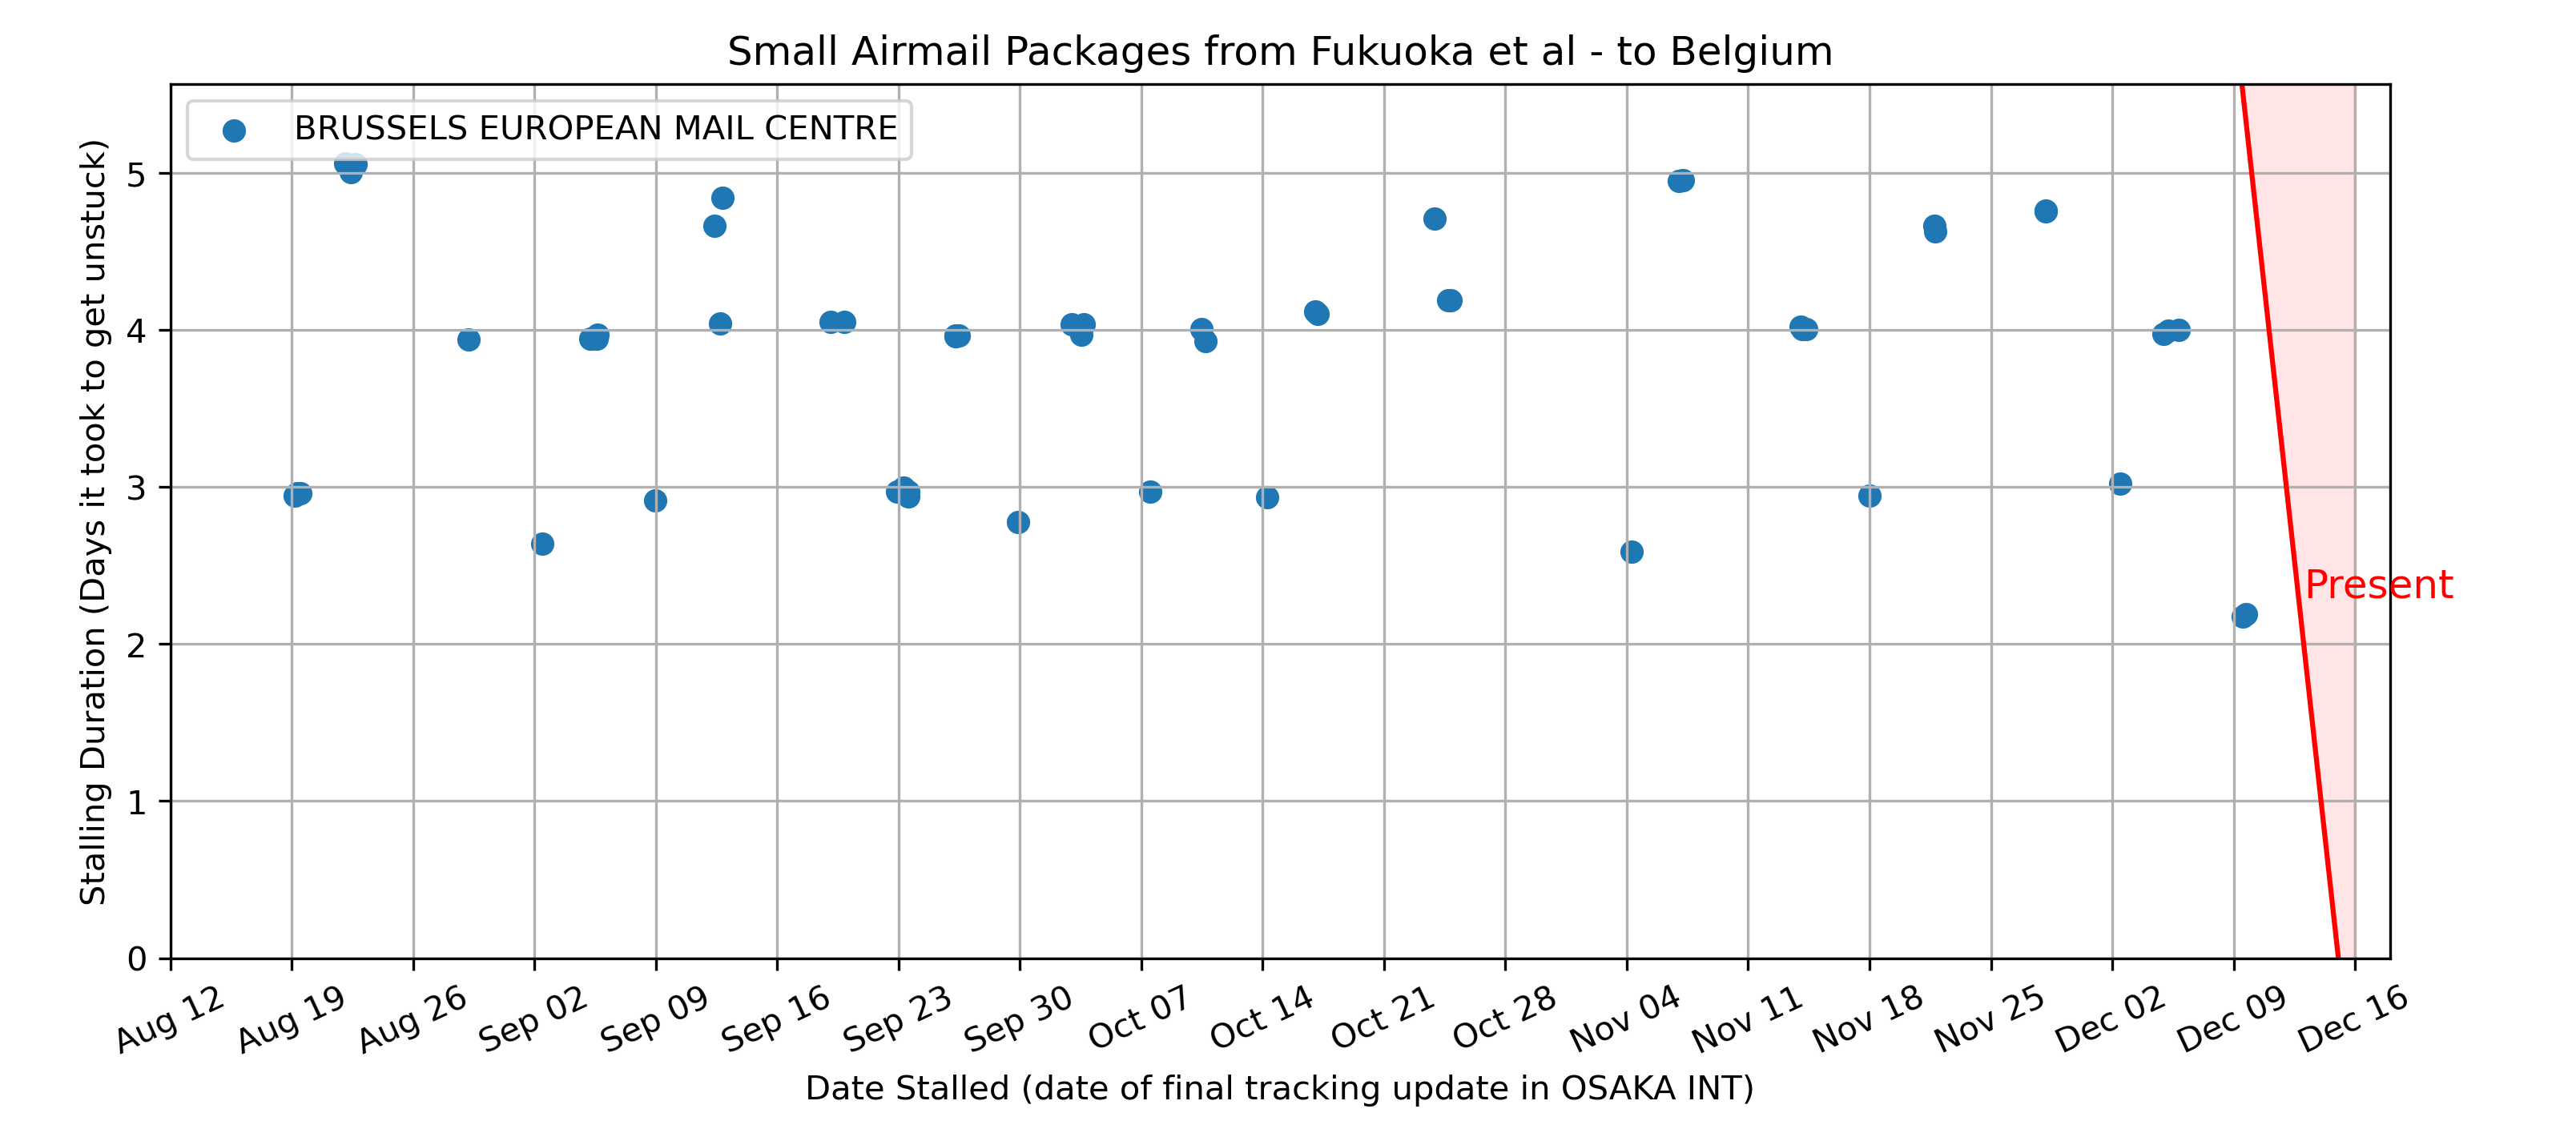 Small Airmail Packages from Fukuoka et al - to Belgium
BRUSSELS EUROPEAN MAIL CENTRE
Stalling Duration (Days it took to get unstuck)
5
4
3
2
1
0
Present
Aug 12
Aug 19
Aug 26
Sep 02
Sep 09
Sep 16
Sep 23
Sep 30
Oct 07
Oct 14
Oct 21
Oct 28
Nov 04
Nov 11
Nov 18
Nov 25
Dec 02
Dec 09
Dec 16
Date Stalled (date of final tracking update in OSAKA INT)